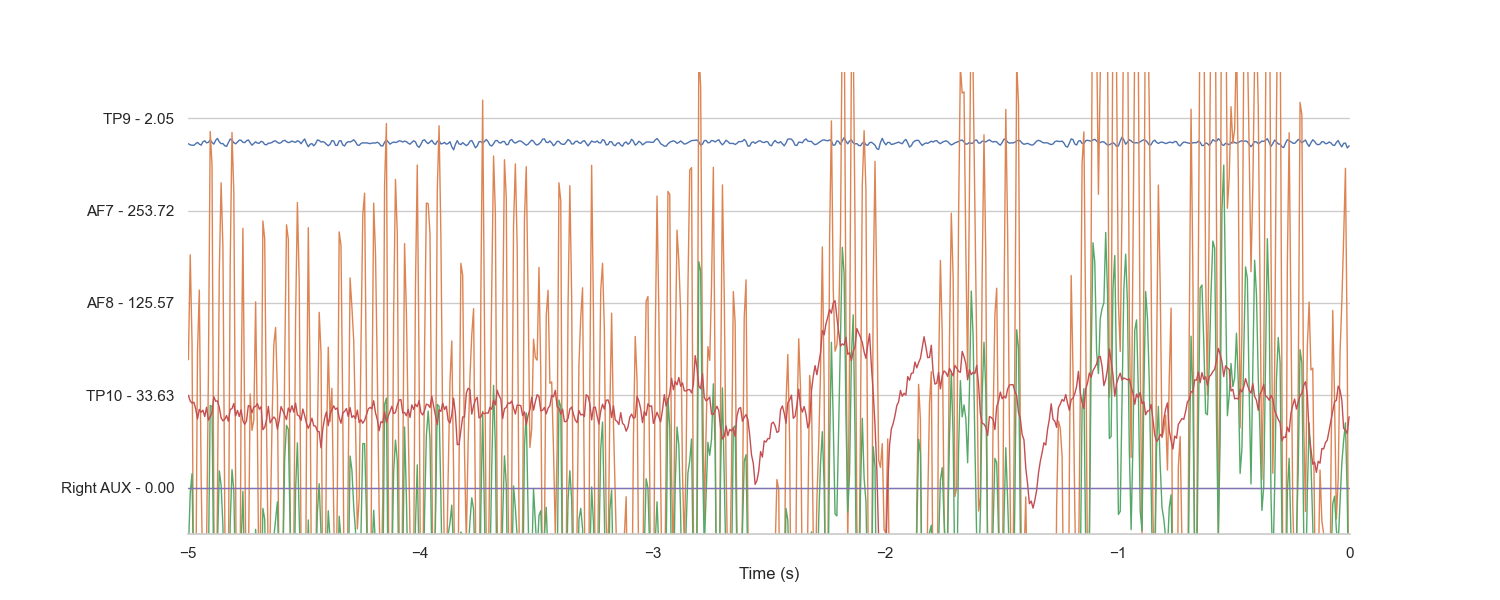 TP9 - 2.05
AF7 - 253.72
AF8 - 125.57
TP10 - 33.63
Right AUX - 0.00
−5 −4 −3 −2 −1 0
Time (s)